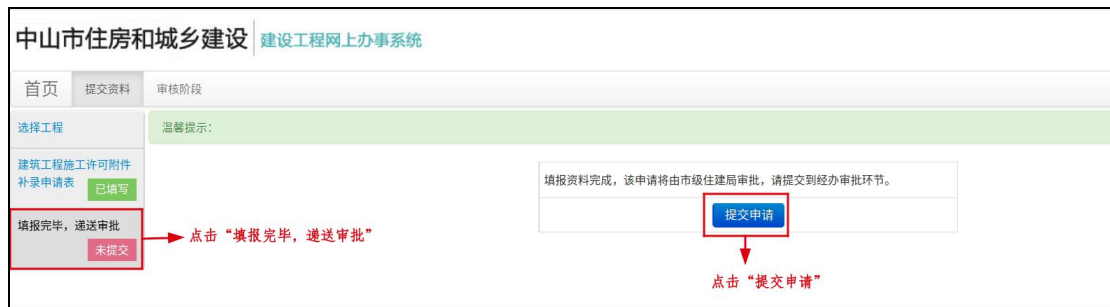 中山市住房和城乡建设 建设工程网上办事系统
首页 提交资料 审核阶段
选择工程
温馨提示：
建筑工程施工许可附件
补录申请表 已填写
填报资料完成，该申请将由市级住建局审批，请提交到经办审批环节。
提交申请
填报完毕，递送审批
未提交
点击“填报完毕，递送审批”
点击“提交申请”